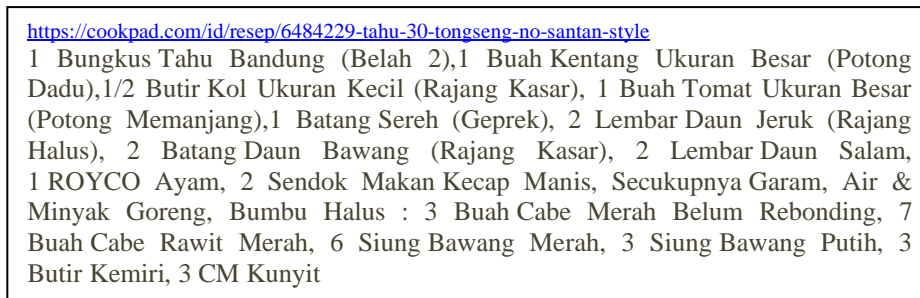 https://cookpad.com/id/resep/6484229-tahu-30-tongseng-no-santan-style
1 Bungkus Tahu Bandung (Belah 2),1 Buah Kentang Ukuran Besar (Potong
Dadu),1/2 Butir Kol Ukuran Kecil (Rajang Kasar), 1 Buah Tomat Ukuran Besar
(Potong Memanjang),1 Batang Sereh (Geprek), 2 Lembar Daun Jeruk (Rajang
Halus), 2 Batang Daun Bawang (Rajang Kasar), 2 Lembar Daun Salam,
1 ROYCO Ayam, 2 Sendok Makan Kecap Manis, Secukupnya Garam, Air &
Minyak Goreng, Bumbu Halus : 3 Buah Cabe Merah Belum Rebonding, 7
Buah Cabe Rawit Merah, 6 Siung Bawang Merah, 3 Siung Bawang Putih, 3
Butir Kemiri, 3 CM Kunyit